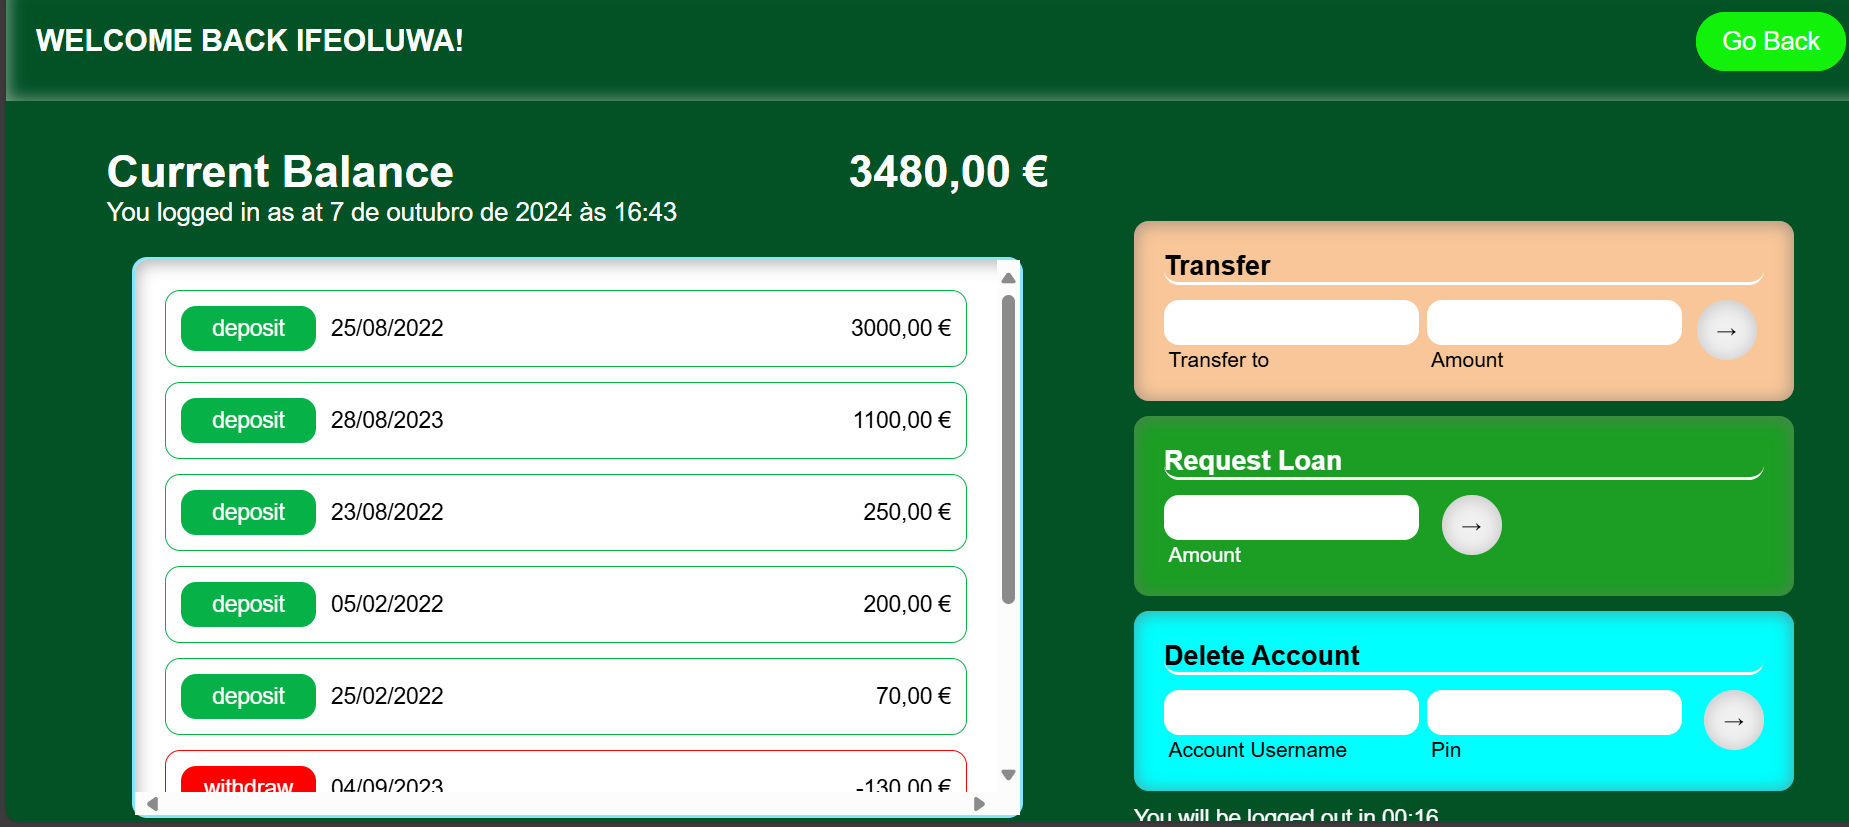 WELCOME BACK IFEOLUWA!
Go Back
Current Balance
3480,00 €
You logged in as at 7 de outubro de 2024 às 16:43
deposit 25/08/2022 3000,00 €
deposit 28/08/2023 1100,00 €
deposit 23/08/2022 250,00 €
deposit 05/02/2022 200,00 €
deposit 25/02/2022 70,00 €
withdraw 04/09/2023 -130,00 €
Transfer
→
Transfer to Amount
Request Loan
→
Amount
Delete Account
→
Account Username Pin
You will be logged out in 00:16